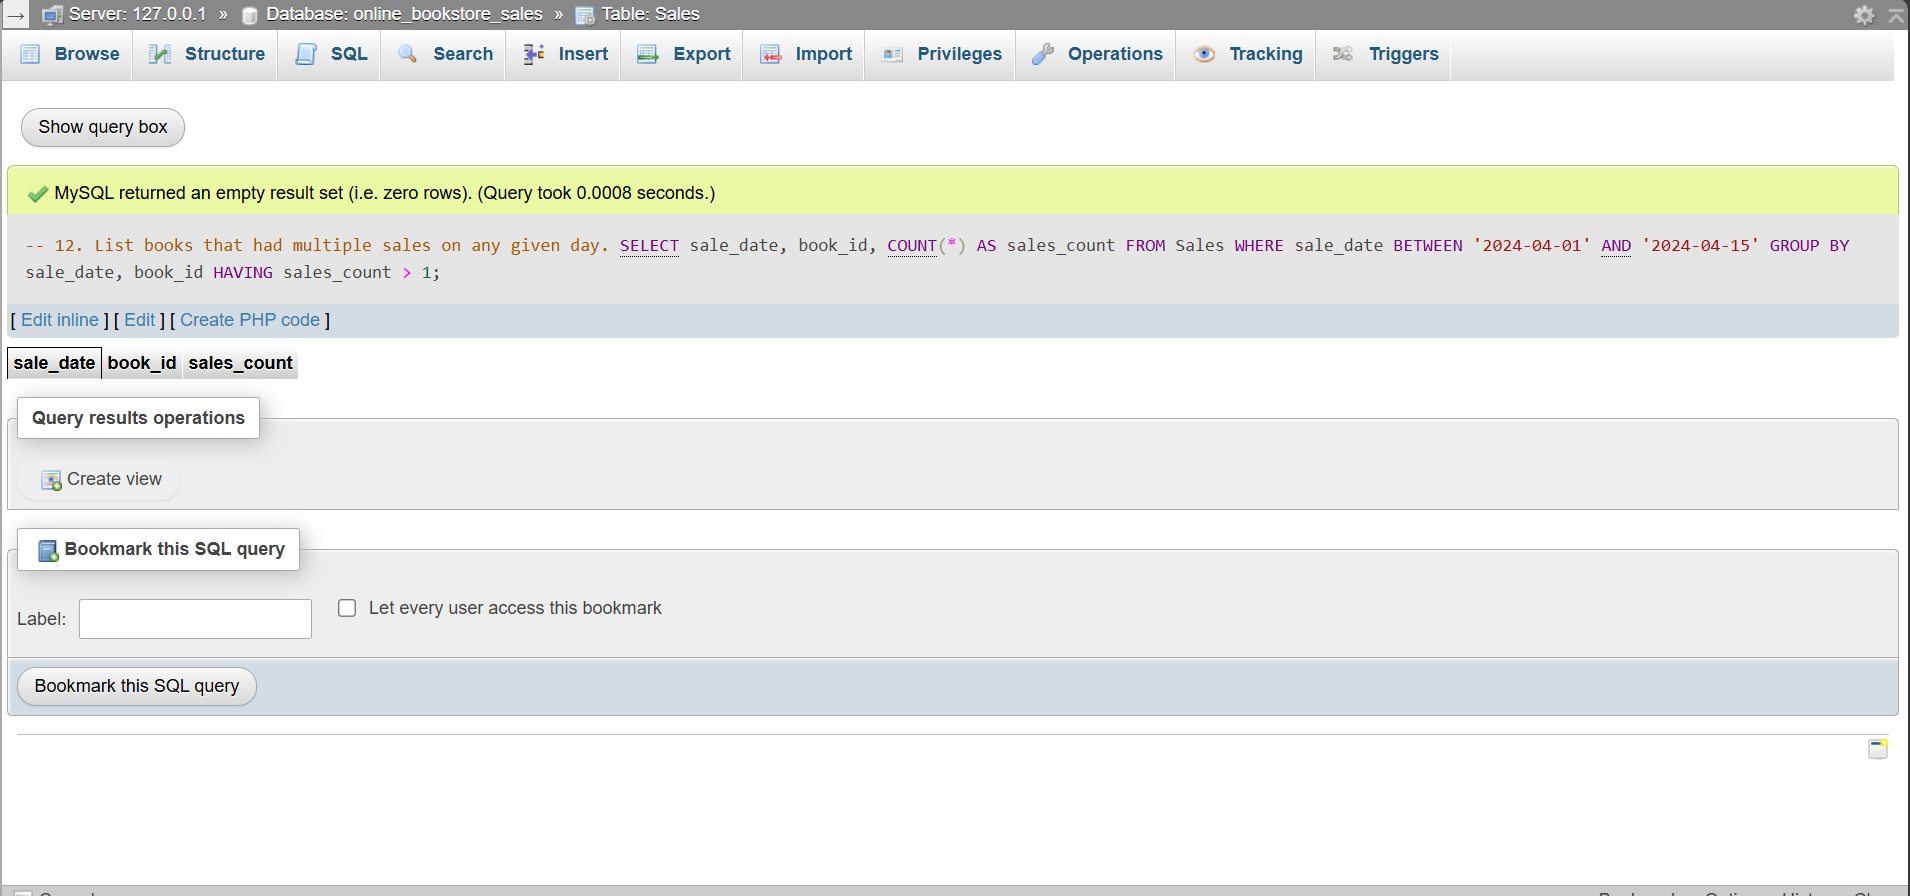 → Server: 127.0.0.1 » Database: online_bookstore_sales » Table: Sales
Browse Structure SQL Search Insert Export Import Privileges Operations Tracking Triggers
Show query box
MySQL returned an empty result set (i.e. zero rows). (Query took 0.0008 seconds.)
-- 12. List books that had multiple sales on any given day. SELECT sale_date, book_id, COUNT(*) AS sales_count FROM Sales WHERE sale_date BETWEEN '2024-04-01' AND '2024-04-15' GROUP BY
sale_date, book_id HAVING sales_count > 1;
[ Edit inline ] [ Edit ] [ Create PHP code ]
sale_date book_id sales_count
Query results operations
Create view
Bookmark this SQL query
Label: Let every user access this bookmark
Bookmark this SQL query